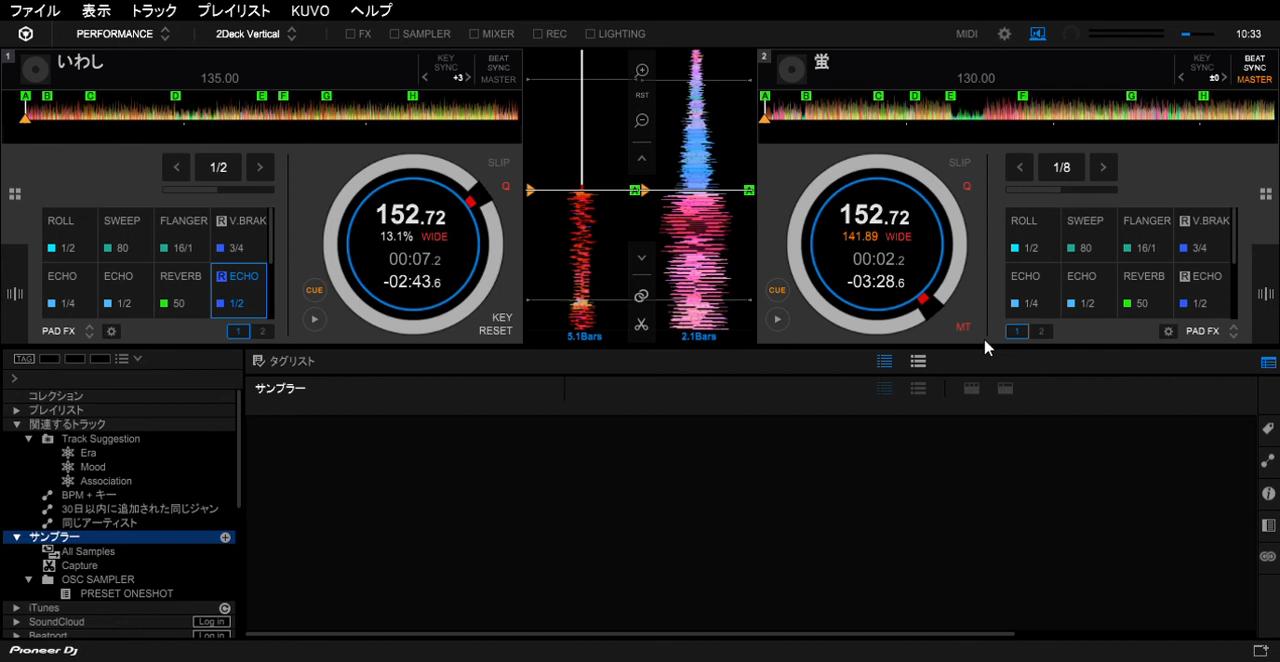 ファイル 表示 トラック プレイリスト KUVO ヘルプ
PERFORMANCE 2Deck Vertical FX SAMPLER MIXER REC LIGHTING MIDI 10:33
1 いわし 135.00 KEY SYNC +3 BEAT SYNC MASTER
2 蛍 130.00 KEY SYNC ±0 BEAT SYNC MASTER
A B C D E F G H
A B C D E F G H
RST
1/2
SLIP
Q
ROLL SWEEP FLANGER R V.BRAK
1/2 80 16/1 3/4
ECHO ECHO REVERB R ECHO
1/4 1/2 50 1/2
PAD FX 1 2
152.72
13.1% WIDE
00:07.2
-02:43.6
CUE
KEY RESET
A A
5.1Bars 2.1Bars
152.72
141.89 WIDE
00:02.2
-03:28.6
CUE
SLIP
Q
MT
1/8
ROLL SWEEP FLANGER R V.BRAK
1/2 80 16/1 3/4
ECHO ECHO REVERB R ECHO
1/4 1/2 50 1/2
1 2 PAD FX
TAG
タグリスト
サンプラー
コレクション
プレイリスト
関連するトラック
Track Suggestion
Era
Mood
Association
BPM + キー
30日以内に追加された同じジャン
同じアーティスト
サンプラー
All Samples
Capture
OSC SAMPLER
PRESET ONESHOT
iTunes
SoundCloud Log in
Beatport Log in
Pioneer Dj